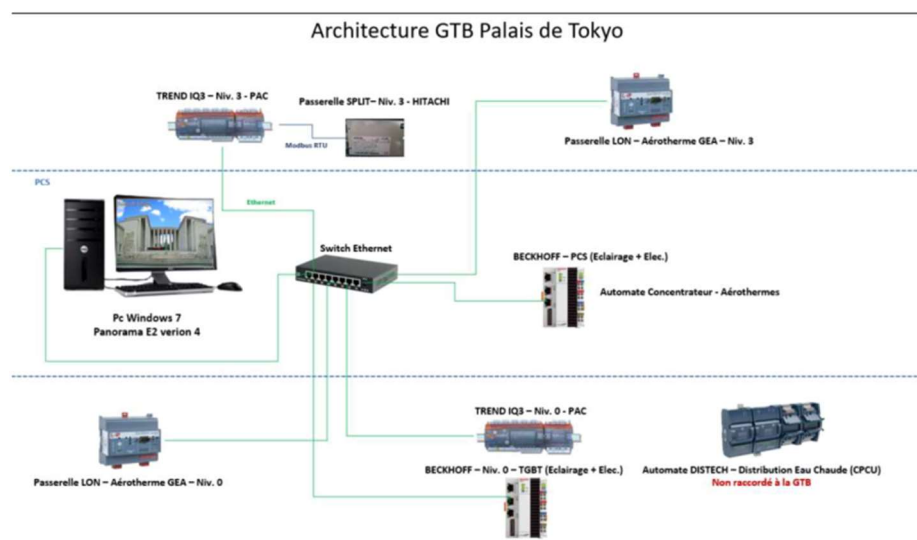 Architecture GTB Palais de Tokyo
TREND IQ3 – Niv. 3 - PAC
Passerelle SPLIT– Niv. 3 - HITACHI
Modbus RTU
Passerelle LON – Aérotherme GEA – Niv. 3
PCS
Ethernet
Switch Ethernet
BECKHOFF – PCS (Eclairage + Elec.)
Automate Concentrateur - Aérothermes
Pc Windows 7
Panorama E2 verion 4
TREND IQ3 – Niv. 0 - PAC
BECKHOFF – Niv. 0 – TGBT (Eclairage + Elec.)
Passerelle LON – Aérotherme GEA – Niv. 0
Automate DISTECH – Distribution Eau Chaude (CPCU)
Non raccordé à la GTB